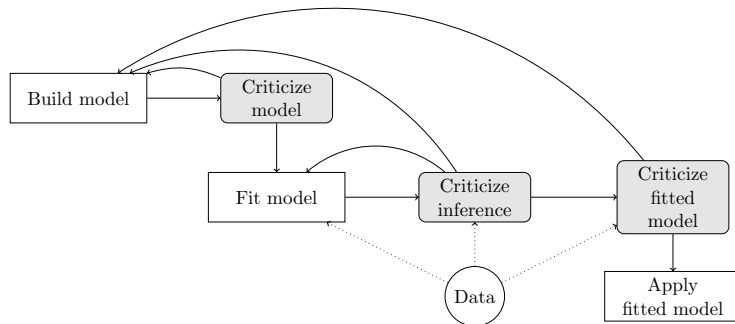 Build model
Criticize
model
Fit model
Criticize
inference
Criticize
fitted
model
Data
Apply
fitted model